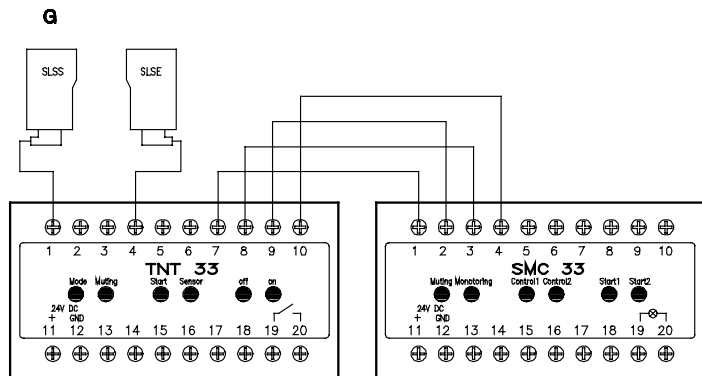 G
SLSS SLSE
1 2 3 4 5 6 7 8 9 10
TNT 33
Mode Muting Start Sensor off on
24V DC
+ GND
11 12 13 14 15 16 17 18 19 20
1 2 3 4 5 6 7 8 9 10
SMC 33
Muting Monotoring Control1 Control2 Start1 Start2
24V DC
+ GND
11 12 13 14 15 16 17 18 19 20